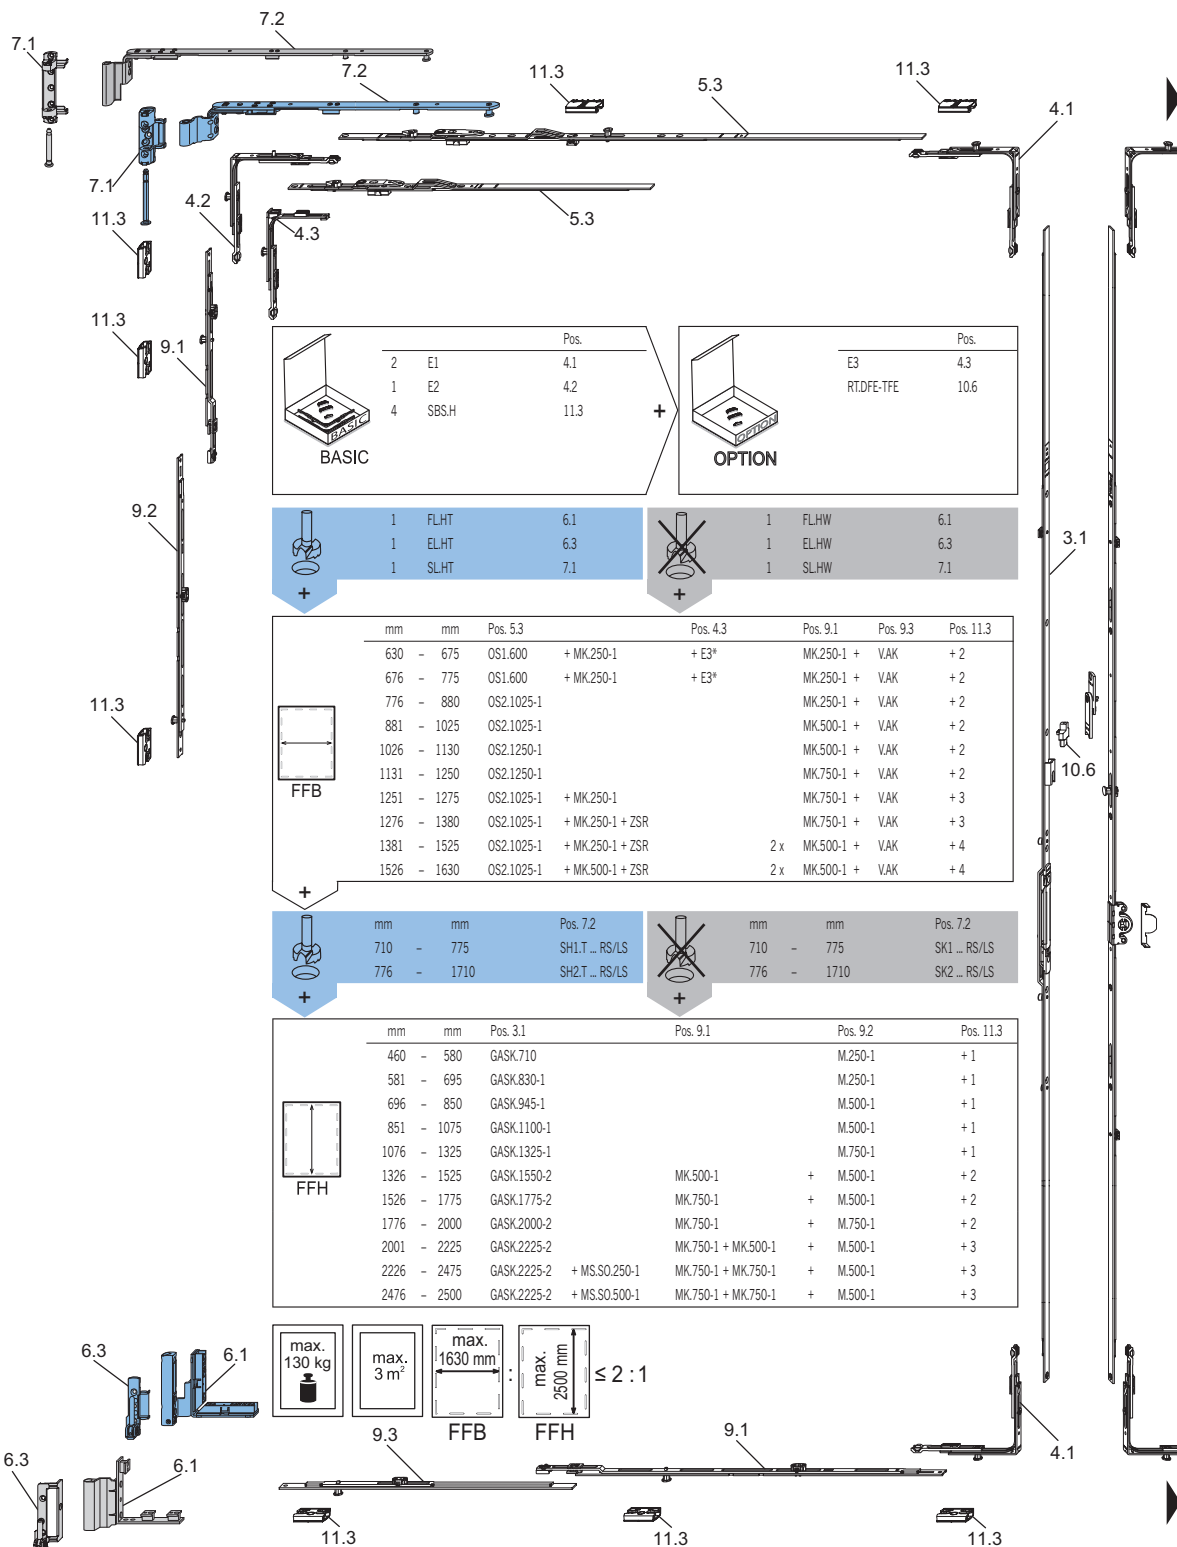 7.2
7.1
7.2
11.3
5.3
11.3
4.1
7.1
5.3
4.2
4.3
11.3
11.3
9.1
Pos.
2 E1 4.1
1 E2 4.2
4 SBS.H 11.3
BASIC
BASIC
+
Pos.
E3 4.3
RT.DFE-TFE 10.6
OPTION
OPTION
9.2
3.1
1 FL.HT 6.1
1 EL.HT 6.3
1 SL.HT 7.1
+
1 FL.HW 6.1
1 EL.HW 6.3
1 SL.HW 7.1
+
mm mm Pos. 5.3 Pos. 4.3 Pos. 9.1 Pos. 9.3 Pos. 11.3
630 – 675 OS1.600 + MK.250-1 + E3* MK.250-1 + V.AK + 2
676 – 775 OS1.600 + MK.250-1 + E3* MK.250-1 + V.AK + 2
776 – 880 OS2.1025-1 MK.250-1 + V.AK + 2
881 – 1025 OS2.1025-1 MK.500-1 + V.AK + 2
1026 – 1130 OS2.1250-1 MK.500-1 + V.AK + 2
1131 – 1250 OS2.1250-1 MK.750-1 + V.AK + 2
1251 – 1275 OS2.1025-1 + MK.250-1 MK.750-1 + V.AK + 3
1276 – 1380 OS2.1025-1 + MK.250-1 + ZSR MK.750-1 + V.AK + 3
1381 – 1525 OS2.1025-1 + MK.250-1 + ZSR 2 x MK.500-1 + V.AK + 4
1526 – 1630 OS2.1025-1 + MK.500-1 + ZSR 2 x MK.500-1 + V.AK + 4
FFB
+
11.3
10.6
mm mm Pos. 7.2
710 – 775 SH1.T ... RS/LS
776 – 1710 SH2.T ... RS/LS
+
mm mm Pos. 7.2
710 – 775 SK1 ... RS/LS
776 – 1710 SK2 ... RS/LS
+
mm mm Pos. 3.1 Pos. 9.1 Pos. 9.2 Pos. 11.3
460 – 580 GASK.710 M.250-1 + 1
581 – 695 GASK.830-1 M.250-1 + 1
696 – 850 GASK.945-1 M.500-1 + 1
851 – 1075 GASK.1100-1 M.500-1 + 1
1076 – 1325 GASK.1325-1 M.750-1 + 1
1326 – 1525 GASK.1550-2 MK.500-1 + M.500-1 + 2
1526 – 1775 GASK.1775-2 MK.750-1 + M.500-1 + 2
1776 – 2000 GASK.2000-2 MK.750-1 + M.750-1 + 2
2001 – 2225 GASK.2225-2 MK.750-1 + MK.500-1 + M.500-1 + 3
2226 – 2475 GASK.2225-2 + MS.SO.250-1 MK.750-1 + MK.750-1 + M.500-1 + 3
2476 – 2500 GASK.2225-2 + MS.SO.500-1 MK.750-1 + MK.750-1 + M.500-1 + 3
FFH
max.
130 kg
max.
3 m²
max.
1630 mm
FFB
:
max.
2500 mm
FFH
≤ 2 : 1
6.3
6.1
6.3
6.1
9.3
9.1
4.1
11.3
11.3
11.3